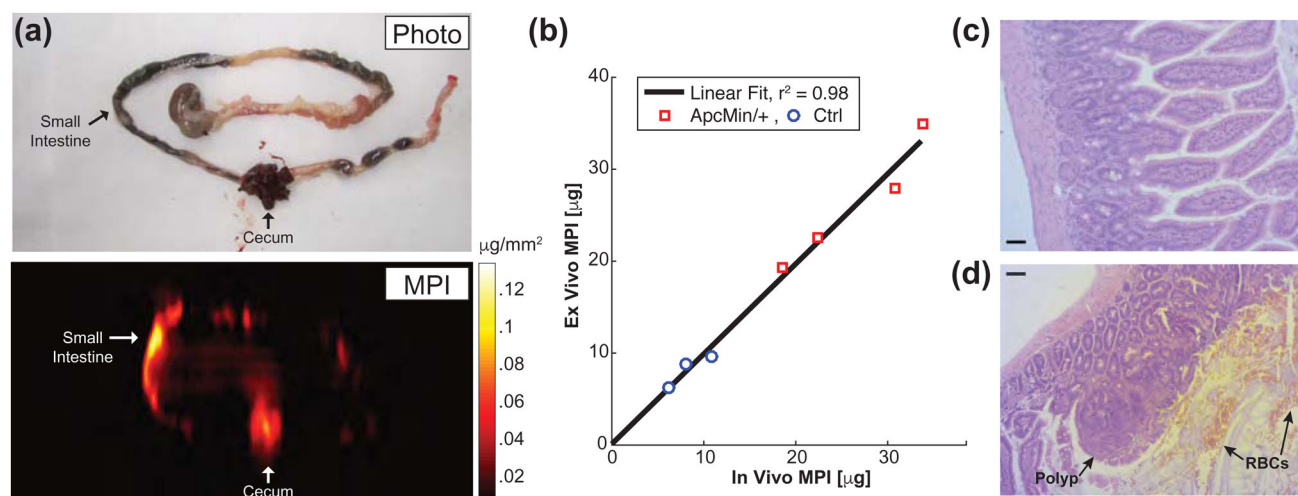 (a)
Photo
Small
Intestine
Cecum
MPI
Small
Intestine
Cecum
μg/mm²
.12
.1
.08
.06
.04
.02
(b)
40
30
20
10
0
Ex Vivo MPI [μg]
Linear Fit, r² = 0.98
ApcMin/+ , Ctrl
0 10 20 30
In Vivo MPI [μg]
(c)
(d)
Polyp
RBCs